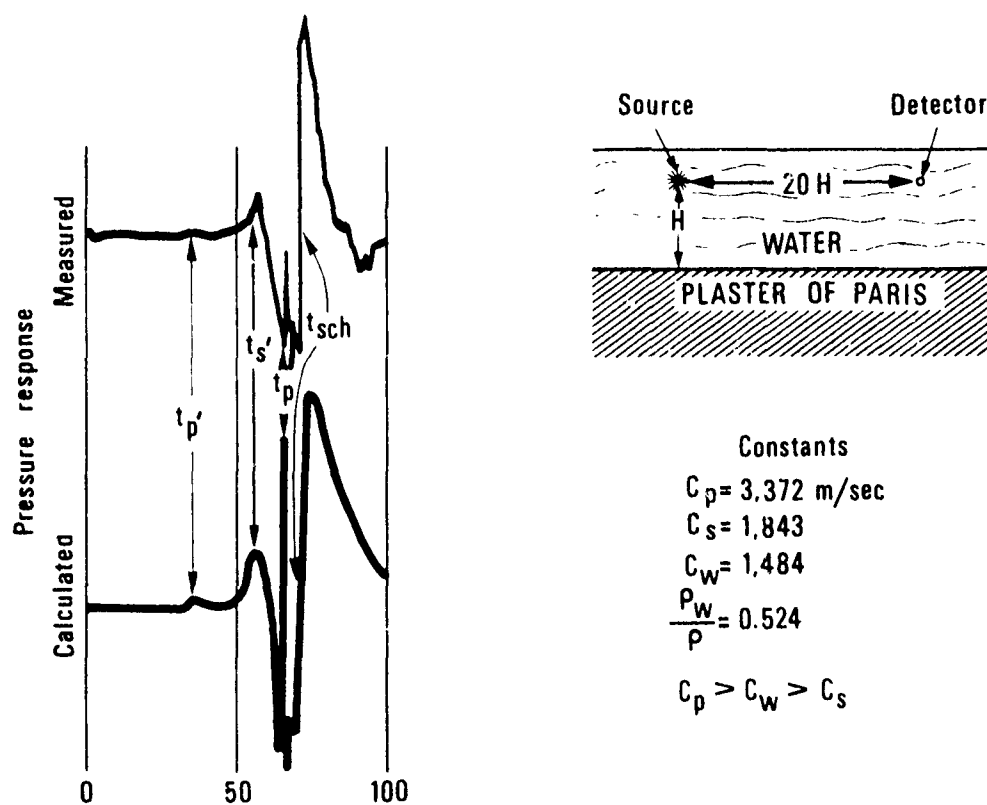 Pressure response
Measured
Calculated
t_p'
t_s'
t_p
t_sch
0 50 100
Source
Detector
20 H
H
WATER
PLASTER OF PARIS
Constants
C_p = 3,372 m/sec
C_s = 1,843
C_w = 1,484
ρ_w/ρ = 0.524
C_p > C_w > C_s